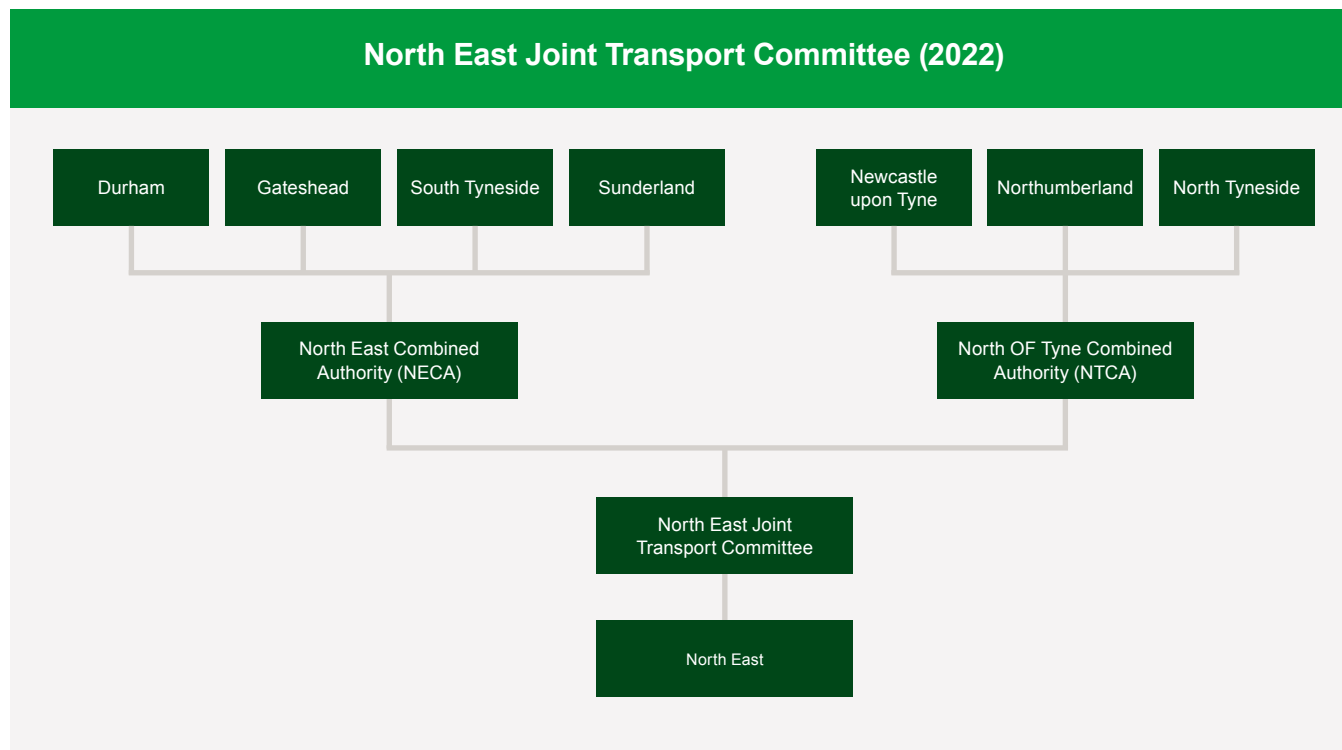 North East Joint Transport Committee (2022)
Durham
Gateshead
South Tyneside
Sunderland
Newcastle
upon Tyne
Northumberland
North Tyneside
North East Combined
Authority (NECA)
North OF Tyne Combined
Authority (NTCA)
North East Joint
Transport Committee
North East